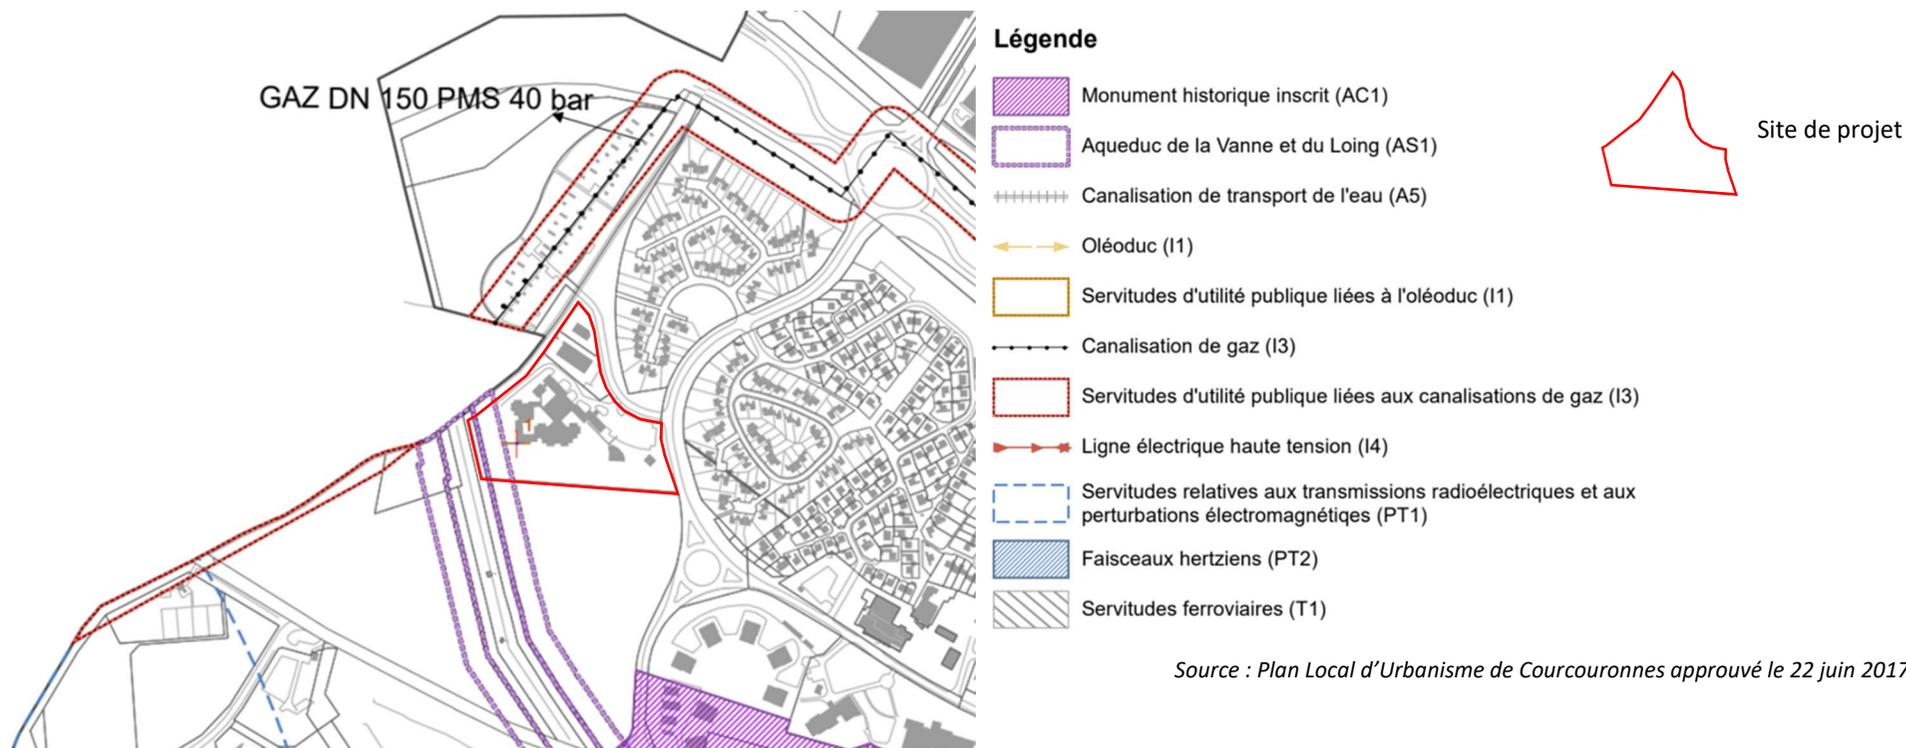 GAZ DN 150 PMS 40 bar
Légende
Monument historique inscrit (AC1)
Aqueduc de la Vanne et du Loing (AS1)
Canalisation de transport de l'eau (A5)
Oléoduc (I1)
Servitudes d'utilité publique liées à l'oléoduc (I1)
Canalisation de gaz (I3)
Servitudes d'utilité publique liées aux canalisations de gaz (I3)
Ligne électrique haute tension (I4)
Servitudes relatives aux transmissions radioélectriques et aux
perturbations électromagnétiqes (PT1)
Faisceaux hertziens (PT2)
Servitudes ferroviaires (T1)
Site de projet
Source : Plan Local d’Urbanisme de Courcouronnes approuvé le 22 juin 2017